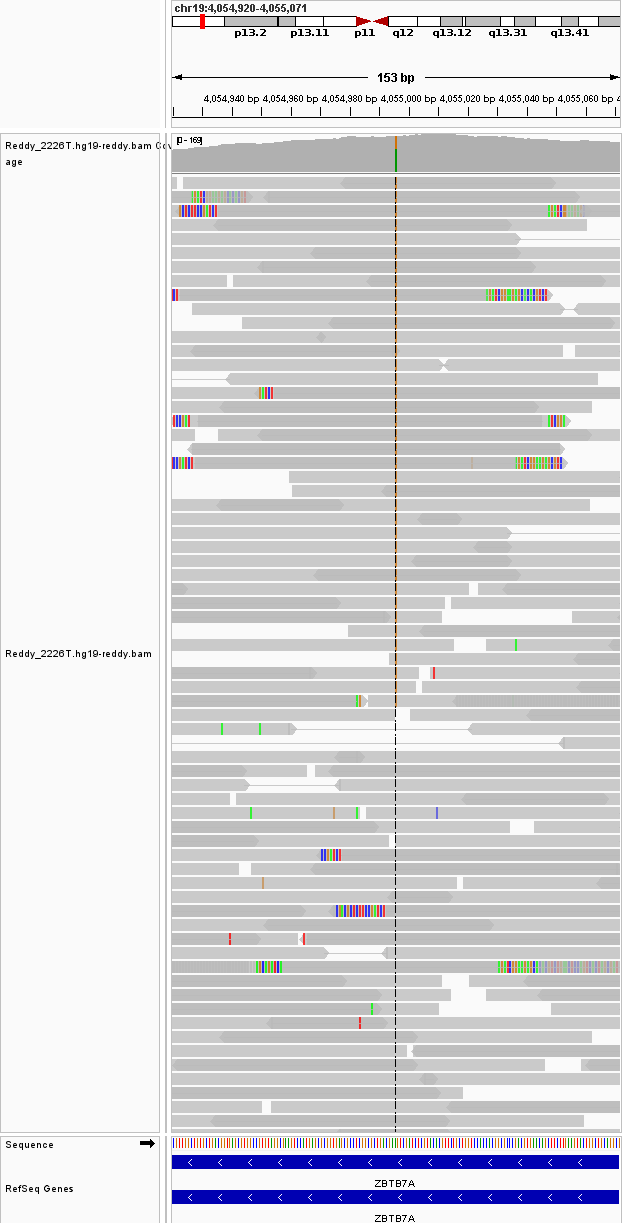 chr19:4,054,920-4,055,071
p13.2 p13.11 p11 q12 q13.12 q13.31 q13.41
153 bp
4,054,940 bp 4,054,960 bp 4,054,980 bp 4,055,000 bp 4,055,020 bp 4,055,040 bp 4,055,060 bp
[0 - 169]
Reddy_2226T.hg19-reddy.bam Cov
age
Reddy_2226T.hg19-reddy.bam
Sequence
ZBTB7A
RefSeq Genes
ZBTB7A